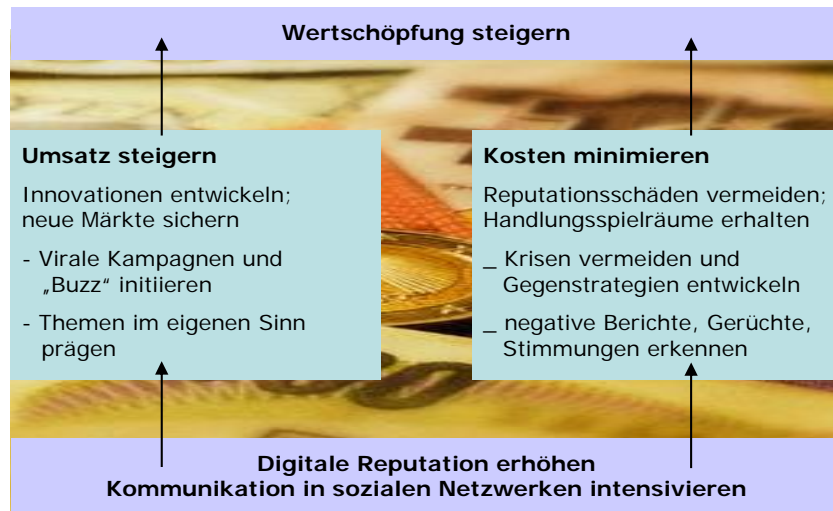 Wertschöpfung steigern
Umsatz steigern
Innovationen entwickeln;
neue Märkte sichern
- Virale Kampagnen und
„Buzz“ initiieren
- Themen im eigenen Sinn
prägen
Kosten minimieren
Reputationsschäden vermeiden;
Handlungsspielräume erhalten
_ Krisen vermeiden und
Gegenstrategien entwickeln
_ negative Berichte, Gerüchte,
Stimmungen erkennen
Digitale Reputation erhöhen
Kommunikation in sozialen Netzwerken intensivieren